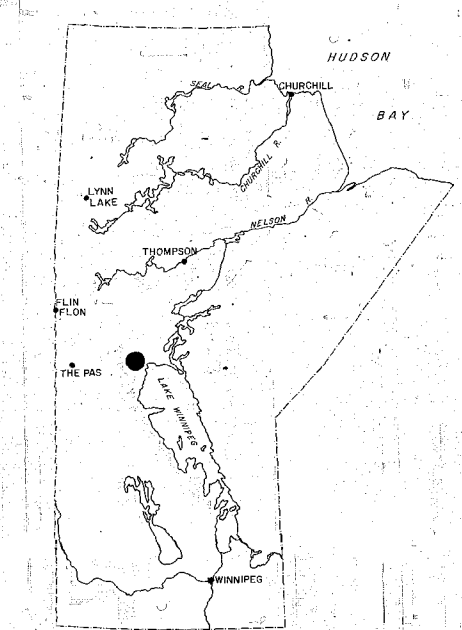 HUDSON
BAY
SEAL R.
CHURCHILL
CHURCHILL R.
LYNN
LAKE
NELSON R.
THOMPSON
FLIN
FLON
THE PAS
LAKE WINNIPEG
WINNIPEG